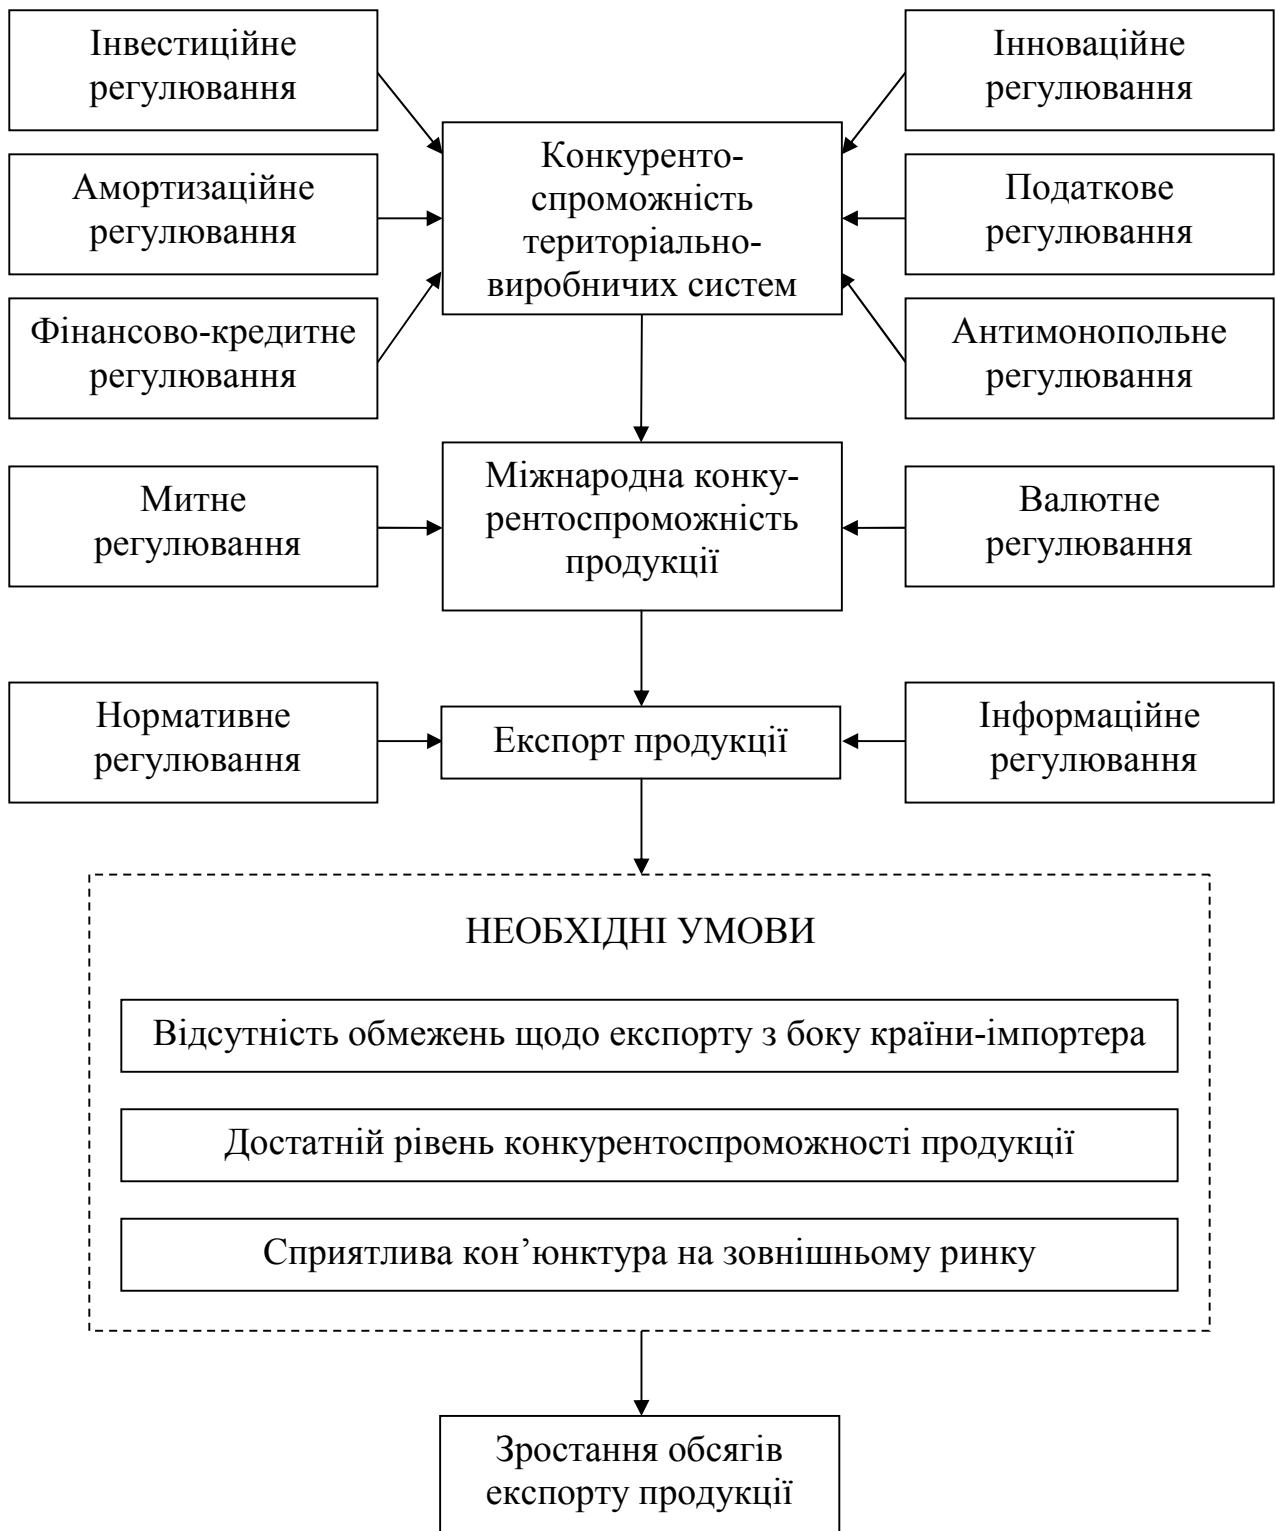 Інвестиційне
регулювання
Інноваційне
регулювання
Конкуренто-
спроможність
територіально-
виробничих систем
Амортизаційне
регулювання
Податкове
регулювання
Фінансово-кредитне
регулювання
Антимонопольне
регулювання
Митне
регулювання
Міжнародна конку-
рентоспроможність
продукції
Валютне
регулювання
Нормативне
регулювання
Експорт продукції
Інформаційне
регулювання
НЕОБХІДНІ УМОВИ
Відсутність обмежень щодо експорту з боку країни-імпортера
Достатній рівень конкурентоспроможності продукції
Сприятлива кон’юнктура на зовнішньому ринку
Зростання обсягів
експорту продукції